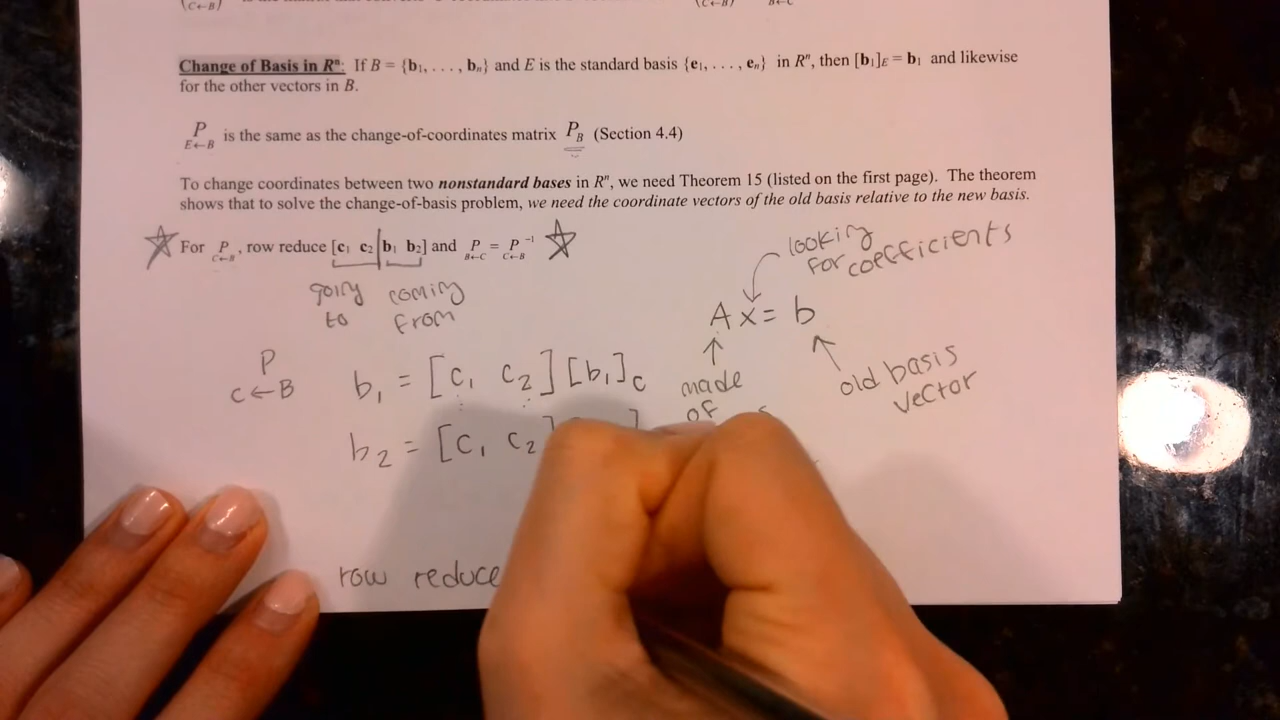 (C←B)
(C←B) B←C
Change of Basis in Rⁿ: If B = {b₁, . . . , bₙ} and E is the standard basis {e₁, . . . , eₙ} in Rⁿ, then [b₁]E = b₁ and likewise
for the other vectors in B.
P E←B is the same as the change-of-coordinates matrix PB (Section 4.4)
To change coordinates between two nonstandard bases in Rⁿ, we need Theorem 15 (listed on the first page). The theorem
shows that to solve the change-of-basis problem, we need the coordinate vectors of the old basis relative to the new basis.
For P C←B, row reduce [c₁ c₂ | b₁ b₂] and P B←C = P C←B ⁻¹
looking
for coefficients
going coming
to from
Ax = b
P C←B
b₁ = [c₁ c₂][b₁]C
made
of
old basis
vector
b₂ = [c₁ c₂]
row reduce